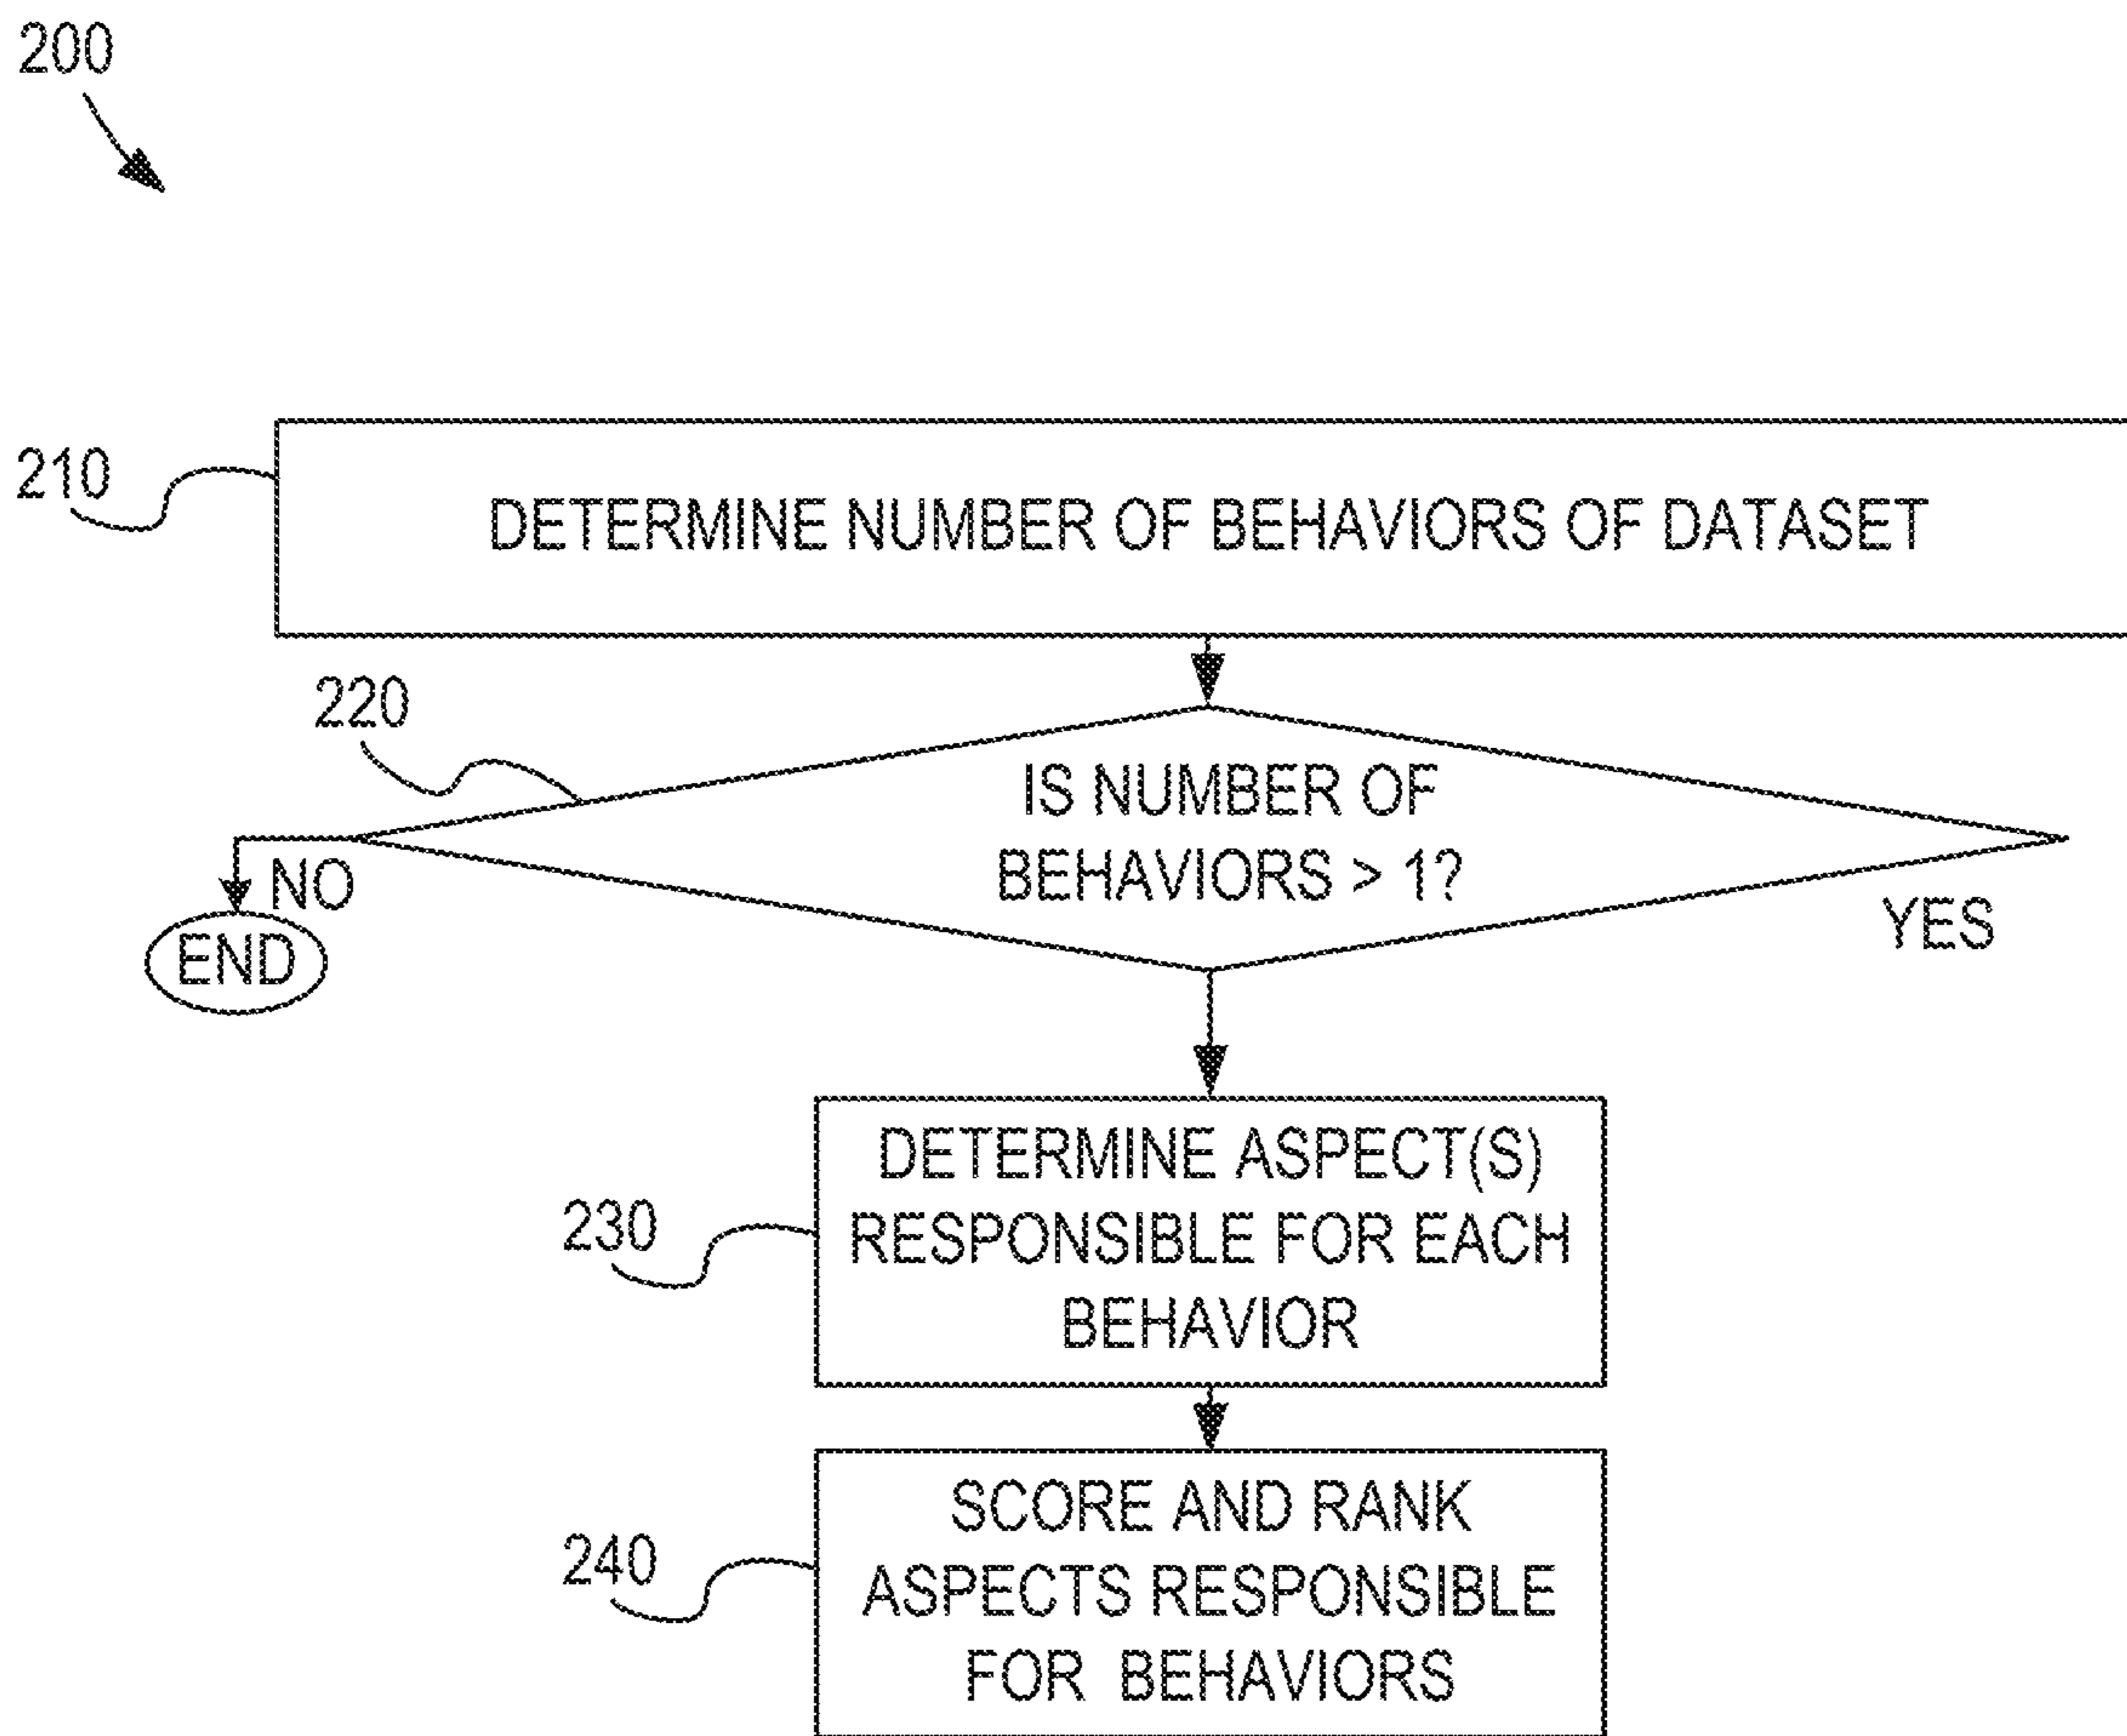 200
210
DETERMINE NUMBER OF BEHAVIORS OF DATASET
220
IS NUMBER OF
BEHAVIORS > 1?
NO
YES
END
DETERMINE ASPECT(S)
230
RESPONSIBLE FOR EACH
BEHAVIOR
SCORE AND RANK
240
ASPECTS RESPONSIBLE
FOR BEHAVIORS